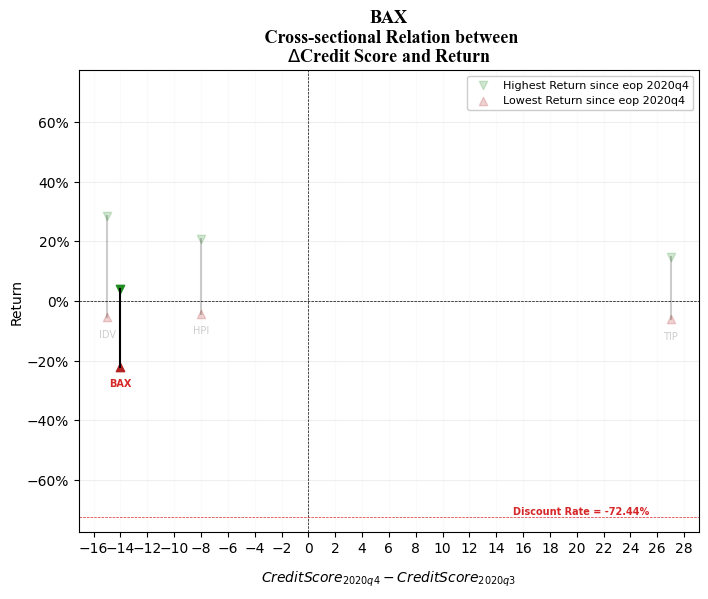 BAX
Cross-sectional Relation between
ΔCredit Score and Return
Highest Return since eop 2020q4
Lowest Return since eop 2020q4
60%
40%
20%
0%
−20%
−40%
−60%
Return
IDV
BAX
HPI
TIP
Discount Rate = -72.44%
−16 −14 −12 −10 −8 −6 −4 −2 0 2 4 6 8 10 12 14 16 18 20 22 24 26 28
CreditScore2020q4 − CreditScore2020q3